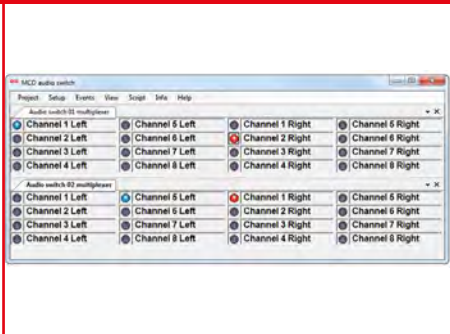 MCD audio switch
Project Setup Events View Script Info Help
Audio switch 01 multiplexer
Channel 1 Left Channel 5 Left Channel 1 Right Channel 5 Right
Channel 2 Left Channel 6 Left Channel 2 Right Channel 6 Right
Channel 3 Left Channel 7 Left Channel 3 Right Channel 7 Right
Channel 4 Left Channel 8 Left Channel 4 Right Channel 8 Right
Audio switch 02 multiplexer
Channel 1 Left Channel 5 Left Channel 1 Right Channel 5 Right
Channel 2 Left Channel 6 Left Channel 2 Right Channel 6 Right
Channel 3 Left Channel 7 Left Channel 3 Right Channel 7 Right
Channel 4 Left Channel 8 Left Channel 4 Right Channel 8 Right